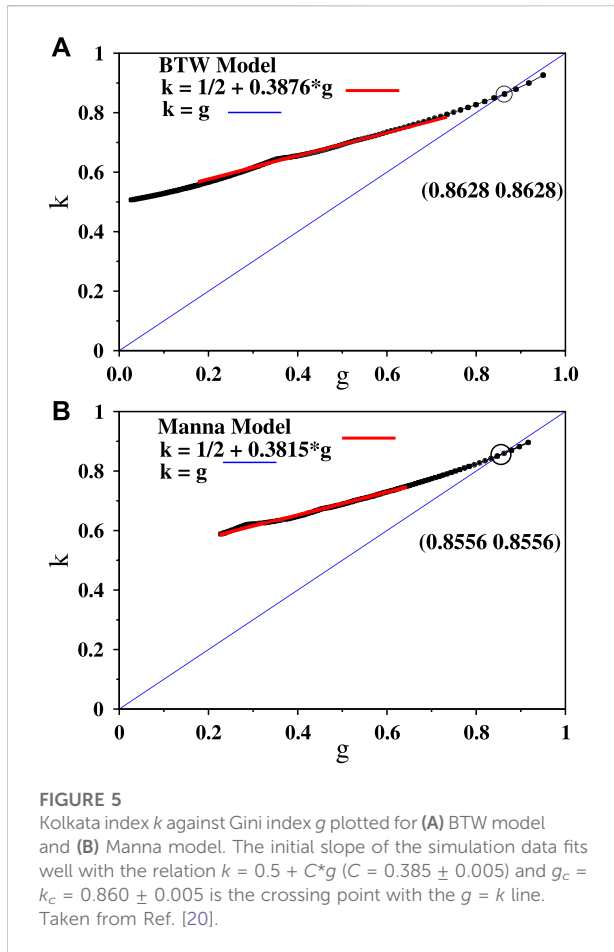 A
BTW Model
k = 1/2 + 0.3876*g
k = g
(0.8628 0.8628)
k
1
0.8
0.6
0.4
0.2
0
0.0
0.2
0.4
0.6
0.8
1.0
g
B
Manna Model
k = 1/2 + 0.3815*g
k = g
(0.8556 0.8556)
k
1
0.8
0.6
0.4
0.2
0
0
0.2
0.4
0.6
0.8
1
g
FIGURE 5
Kolkata index k against Gini index g plotted for (A) BTW model
and (B) Manna model. The initial slope of the simulation data fits
well with the relation k = 0.5 + C*g (C = 0.385 ± 0.005) and g_c =
k_c = 0.860 ± 0.005 is the crossing point with the g = k line.
Taken from Ref. [20].